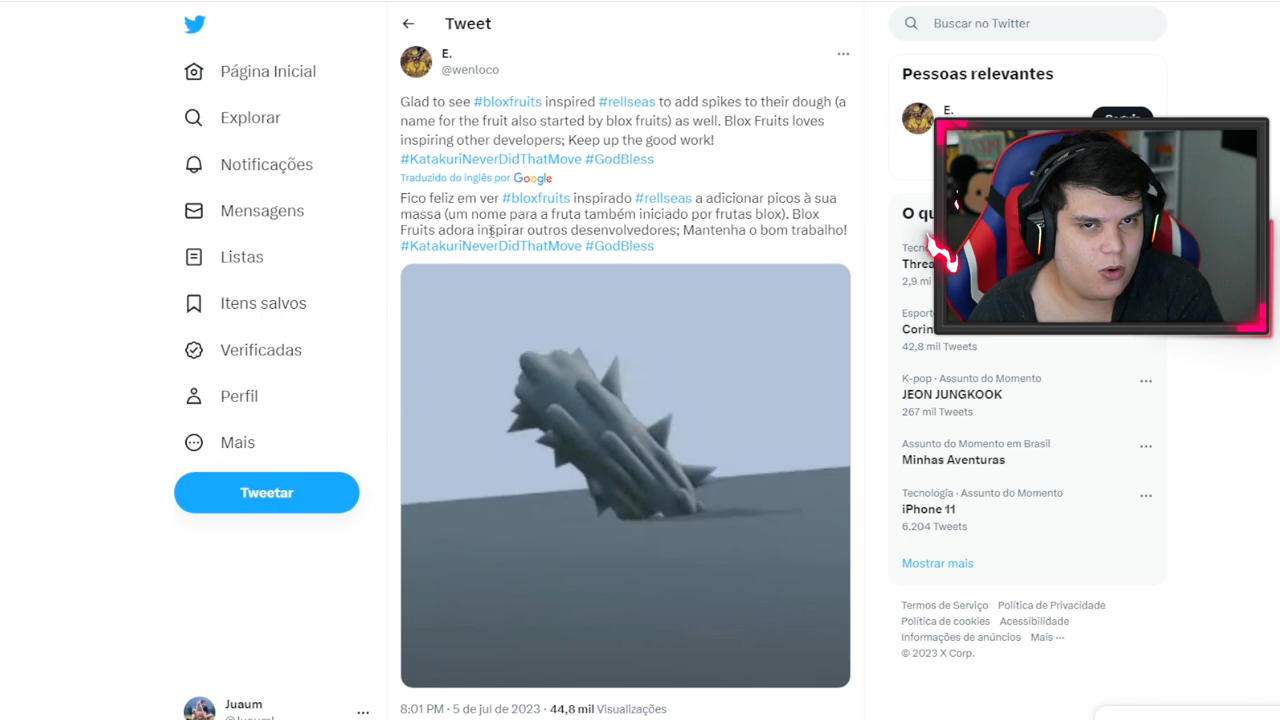 Tweet
Buscar no Twitter
E.
@wenloco
Página Inicial
Explorar
Notificações
Mensagens
Listas
Itens salvos
Verificadas
Perfil
Mais
Tweetar
Glad to see #bloxfruits inspired #rellseas to add spikes to their dough (a
name for the fruit also started by blox fruits) as well. Blox Fruits loves
inspiring other developers; Keep up the good work!
#KatakuriNeverDidThatMove #GodBless
Traduzido do inglês por Google
Fico feliz em ver #bloxfruits inspirado #rellseas a adicionar picos à sua
massa (um nome para a fruta também iniciado por frutas blox). Blox
Fruits adora inspirar outros desenvolvedores; Mantenha o bom trabalho!
#KatakuriNeverDidThatMove #GodBless
8:01 PM · 5 de jul de 2023 · 44,8 mil Visualizações
Juaum
Pessoas relevantes
E.
O qu
Tecn
Threa
2,9 mi
Esport
Corin
42,8 mil Tweets
K-pop · Assunto do Momento
JEON JUNGKOOK
267 mil Tweets
Assunto do Momento em Brasil
Minhas Aventuras
Tecnologia · Assunto do Momento
iPhone 11
6.204 Tweets
Mostrar mais
Termos de Serviço Política de Privacidade
Política de cookies Acessibilidade
Informações de anúncios Mais ···
© 2023 X Corp.